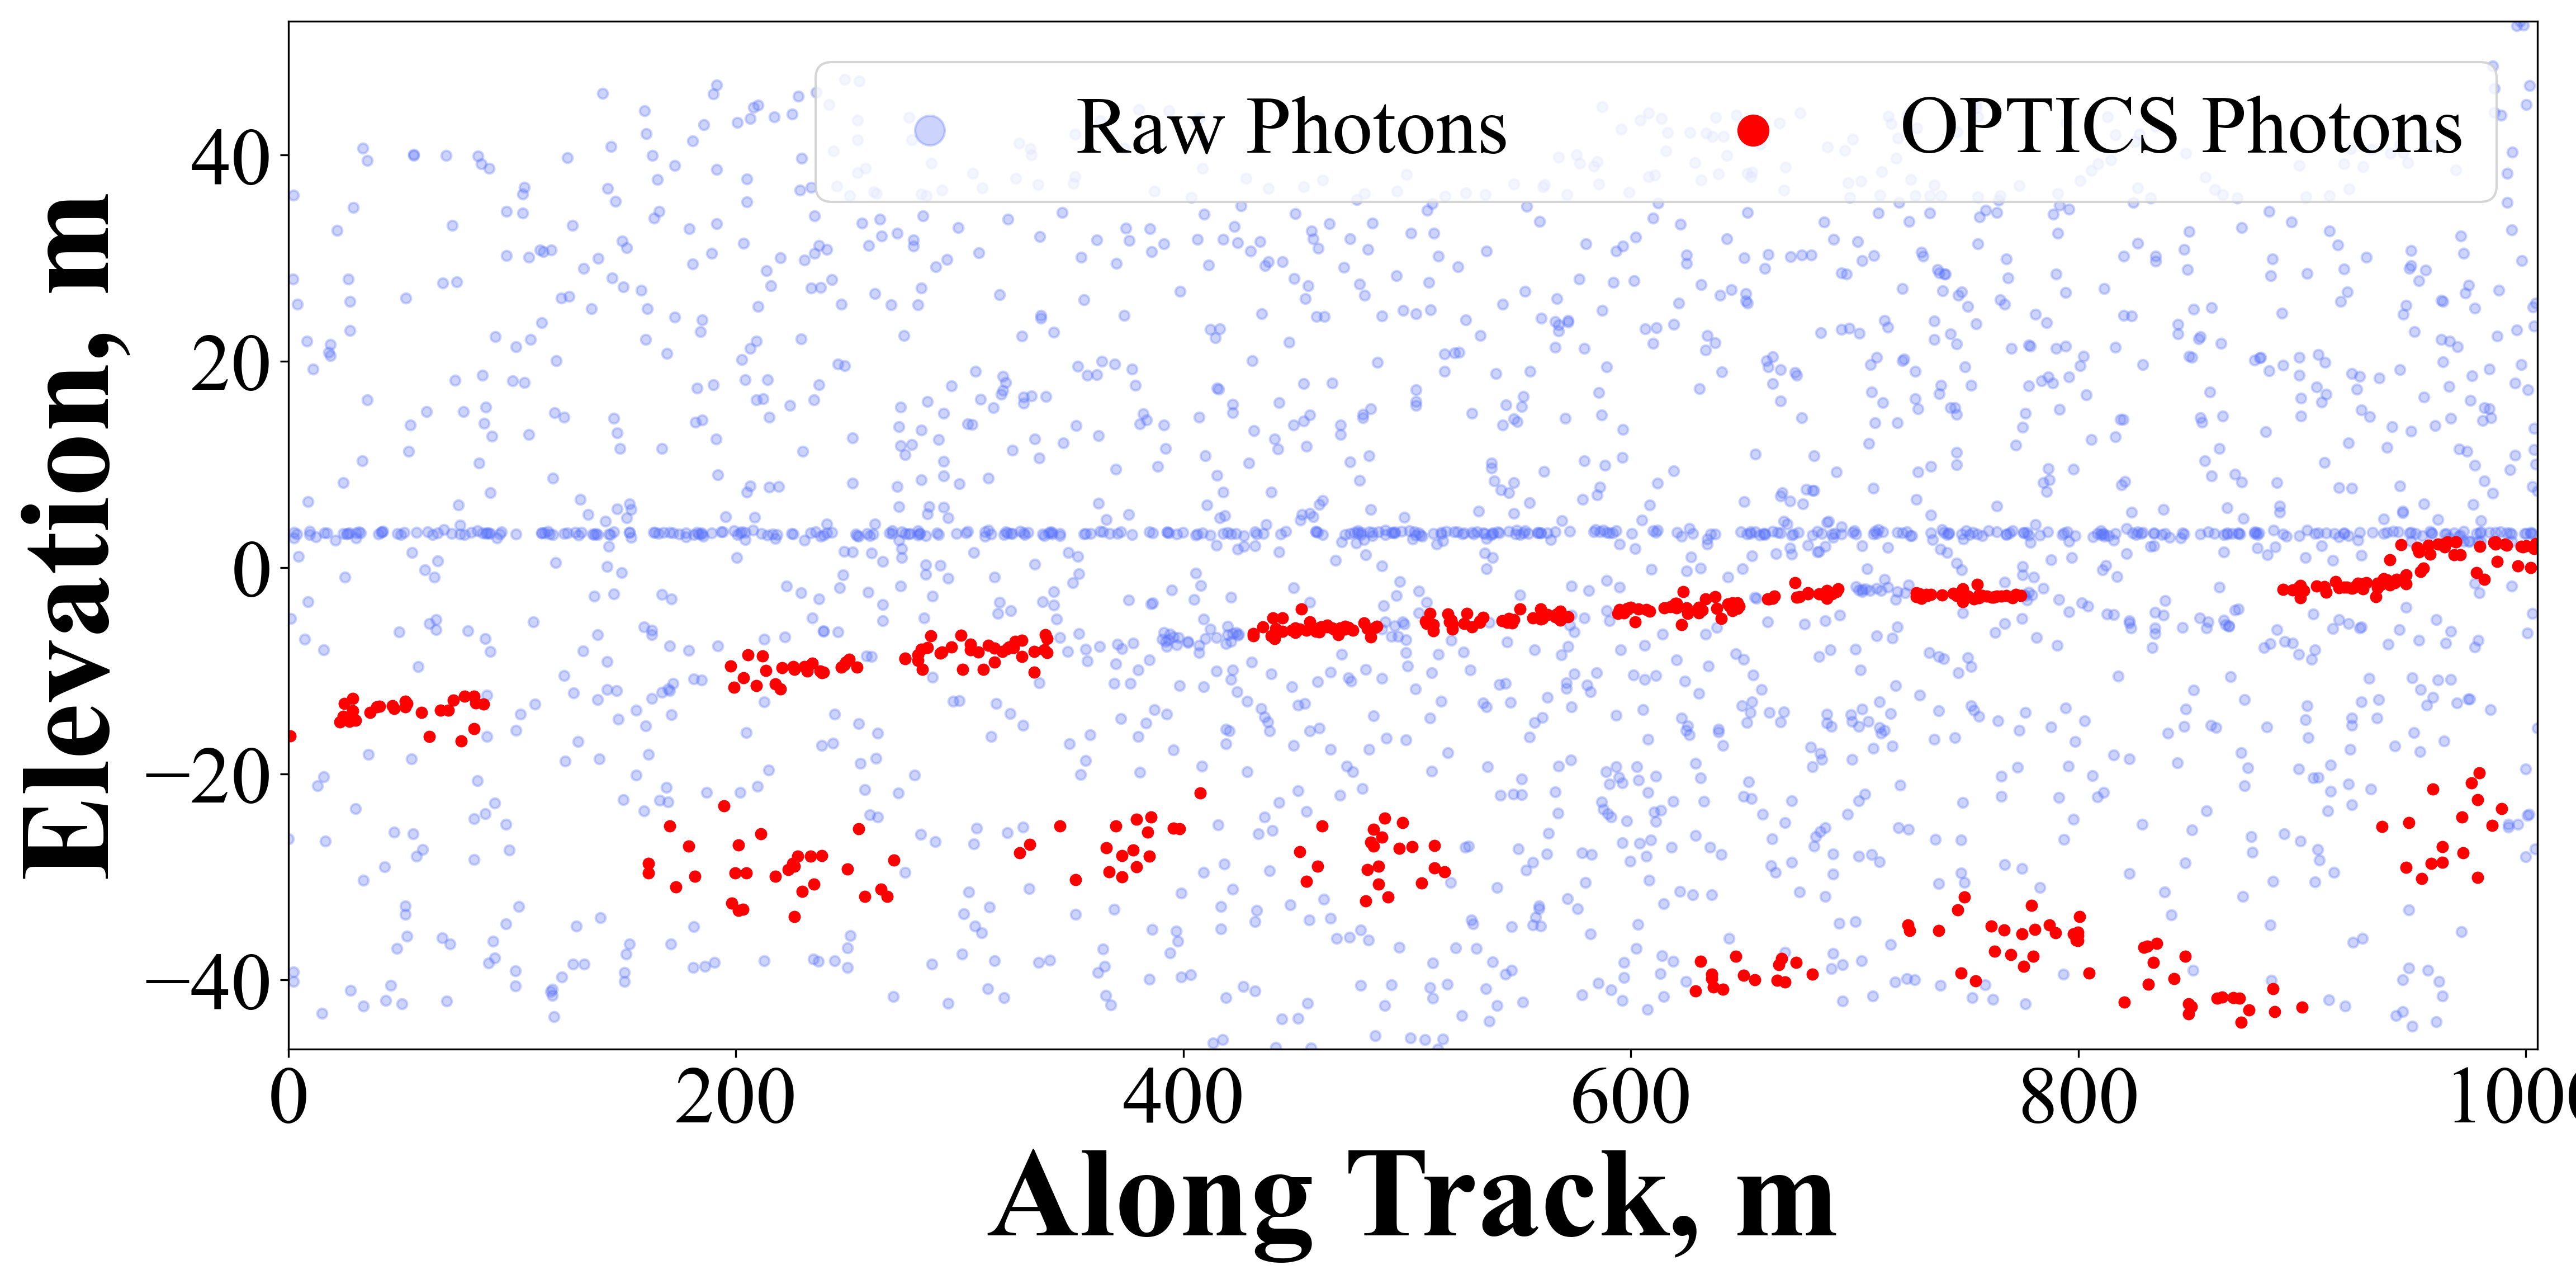 Raw Photons
OPTICS Photons
Elevation, m
40
20
0
−20
−40
0
200
400
600
800
1000
Along Track, m